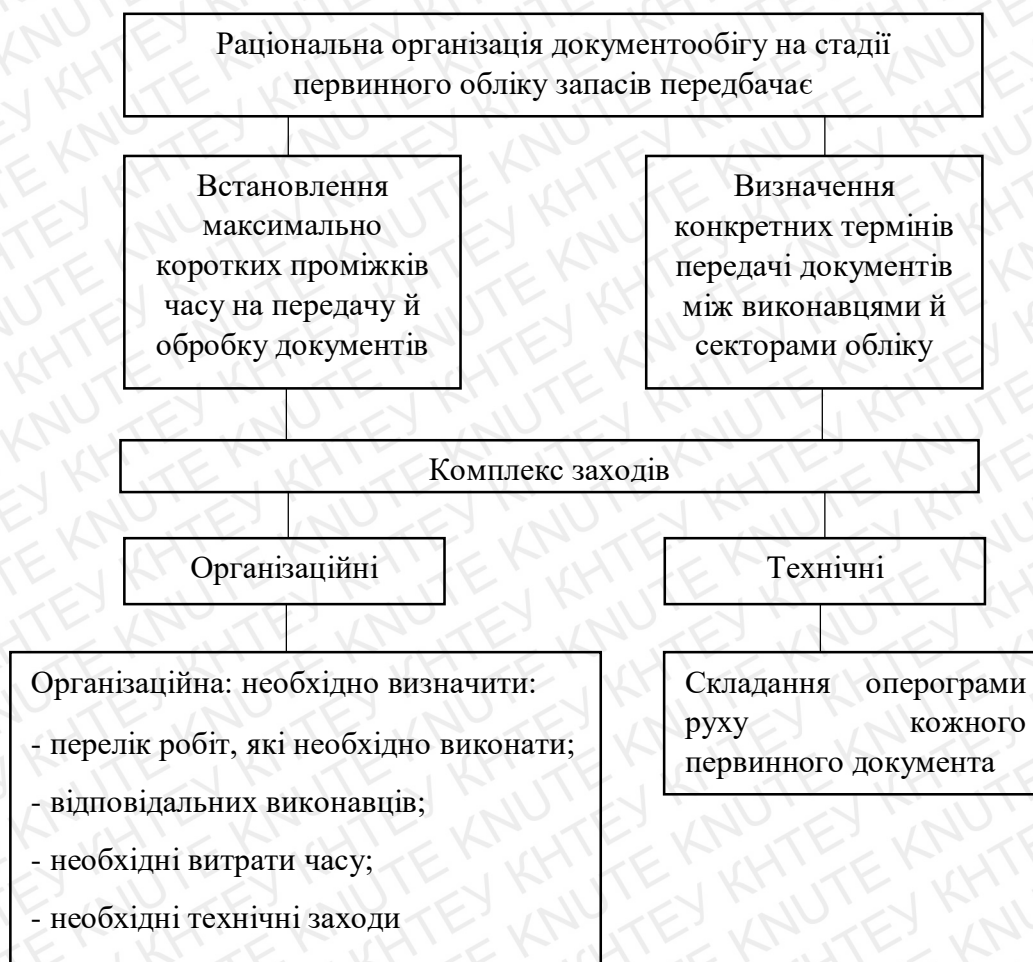 Раціональна організація документообігу на стадії
первинного обліку запасів передбачає
Встановлення
максимально
коротких проміжків
часу на передачу й
обробку документів
Визначення
конкретних термінів
передачі документів
між виконавцями й
секторами обліку
Комплекс заходів
Організаційні
Технічні
Організаційна: необхідно визначити:
- перелік робіт, які необхідно виконати;
- відповідальних виконавців;
- необхідні витрати часу;
- необхідні технічні заходи
Складання оперограми
руху кожного
первинного документа